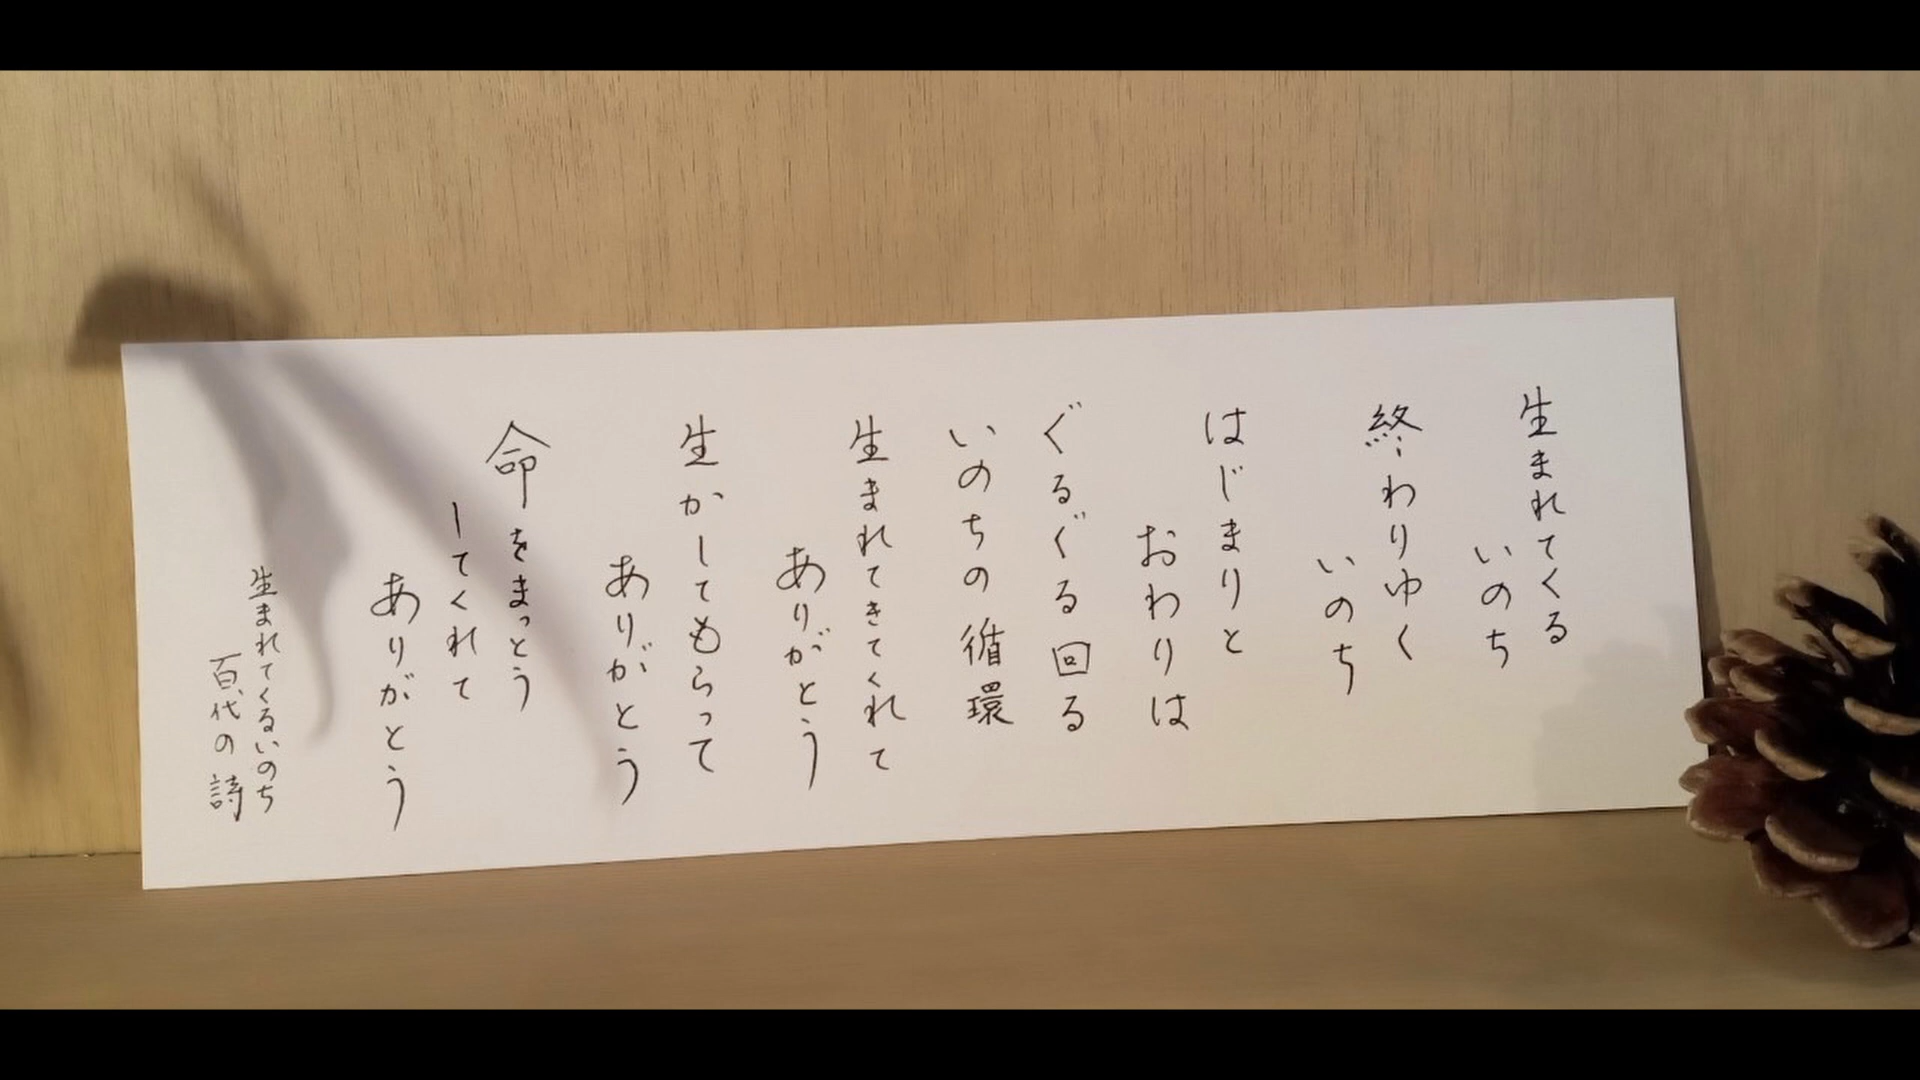 生まれてくる
いのち
終わりゆく
いのち
はじまりと
おわりは
ぐるぐる回る
いのちの循環
生まれてきてくれて
ありがとう
生かしてもらって
ありがとう
命をまっとう
してくれて
ありがとう
生まれてくるいのち
百代の詩